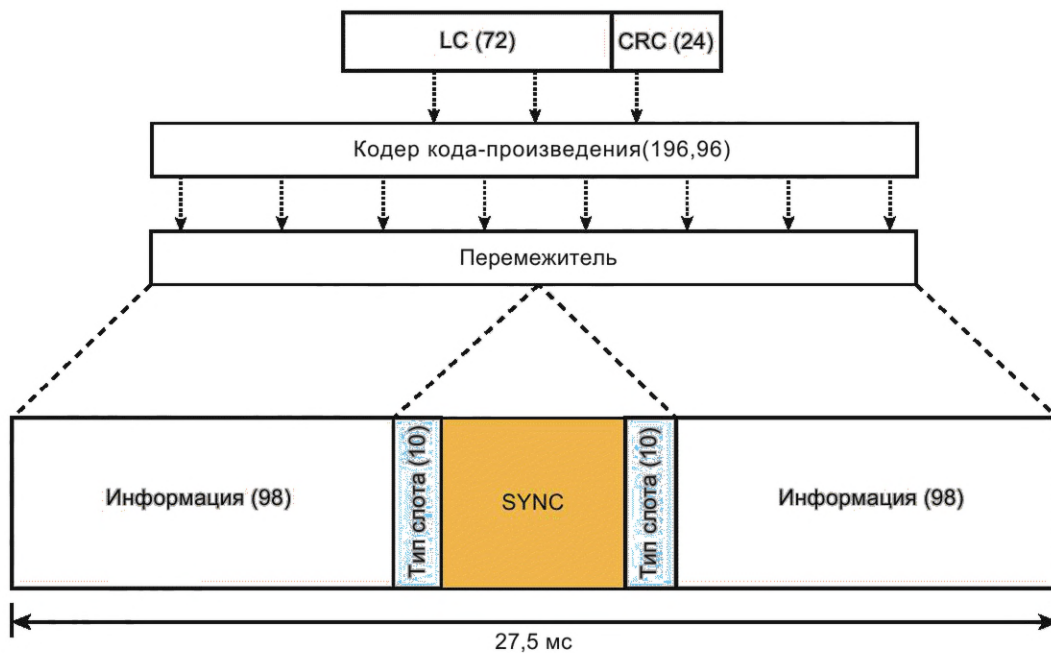 LC (72)
CRC (24)
Кодер кода-произведения(196,96)
Перемежитель
Информация (98)
Тип слота (10)
SYNC
Тип слота (10)
Информация (98)
27,5 мс